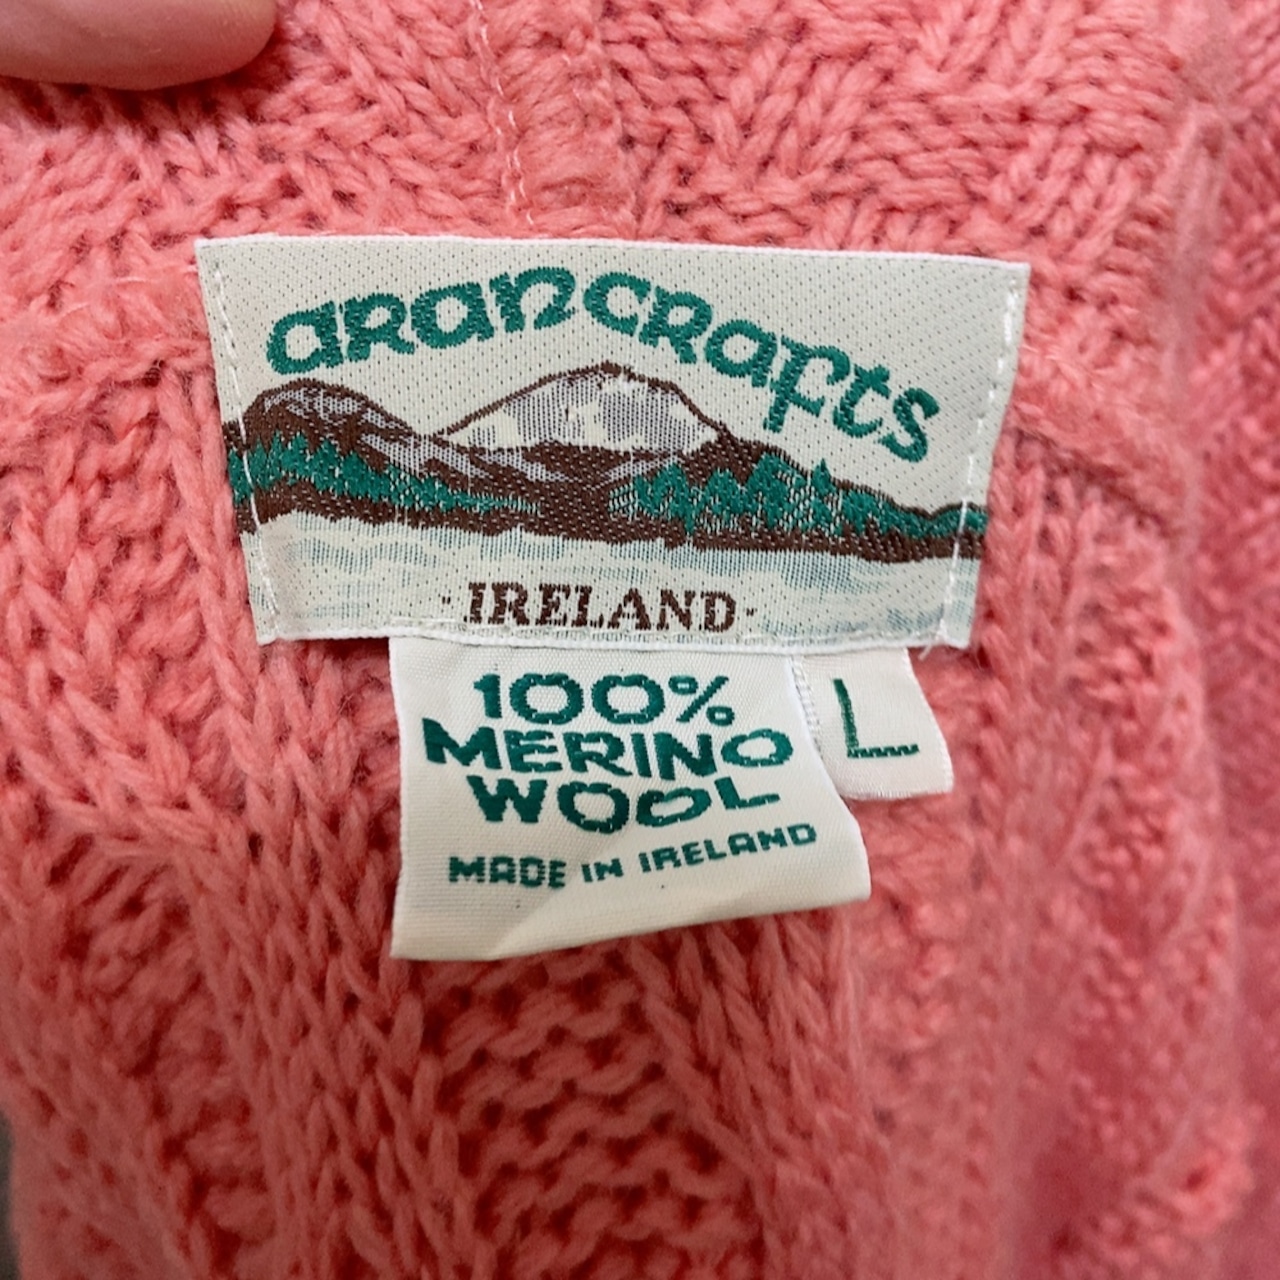 arancrafts
·IRELAND·
100%
MERINO
WOOL
MADE IN IRELAND
L